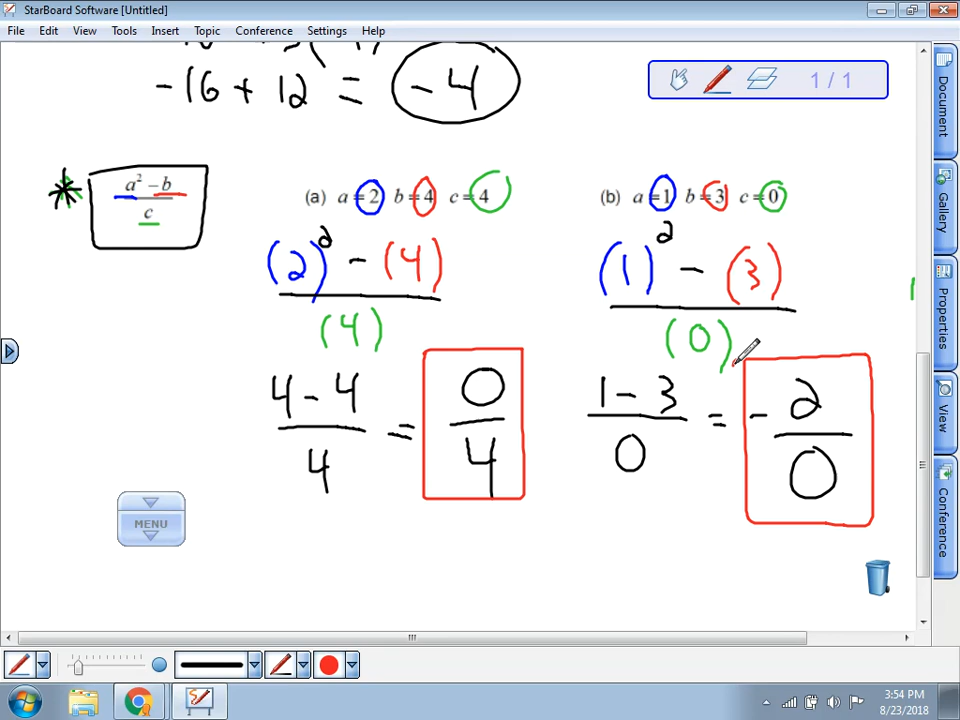 StarBoard Software [Untitled]
File Edit View Tools Insert Topic Conference Settings Help
-16 + 12 = -4
1 / 1
* a² - b
c
(a) a = 2 b = 4 c = 4
(b) a = 1 b = 3 c = 0
(2)² - (4)
(4)
(1)² - (3)
(0)
4 - 4
4
= 0
4
1 - 3
0
= - 2
0
MENU
Document
Gallery
Properties
View
Conference
3:54 PM
8/23/2018